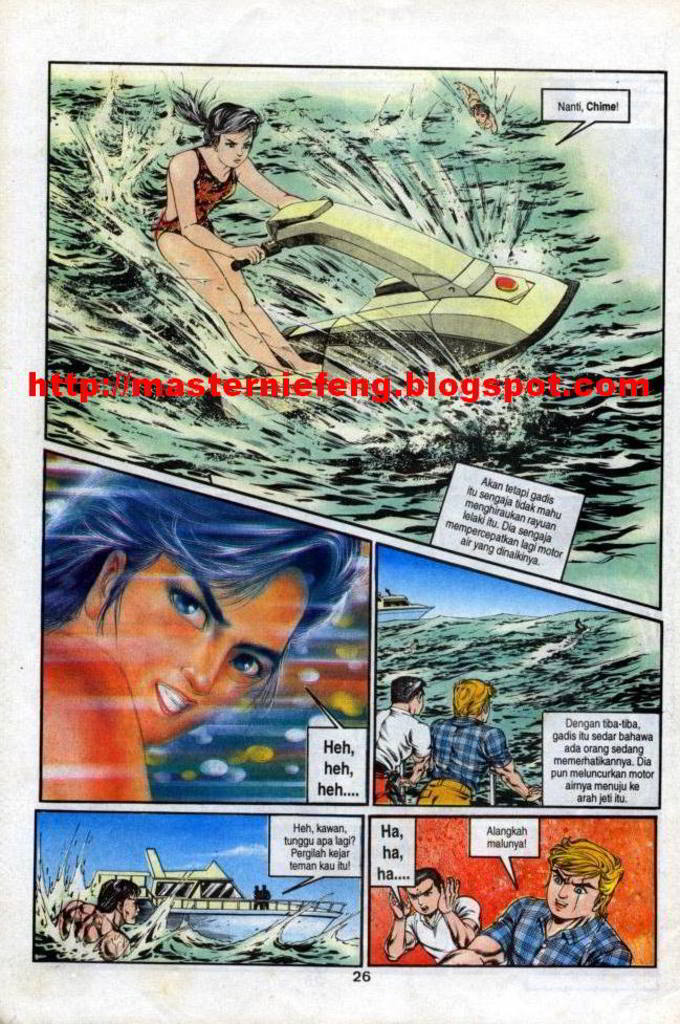 Nanti, Chime!
http://masterniefeng.blogspot.com
Akan tetapi gadis
itu sengaja tidak mahu
menghiraukan rayuan
lelaki itu. Dia sengaja
mempercepatkan lagi motor
air yang dinaikinya.
Heh,
heh,
heh....
Dengan tiba-tiba,
gadis itu sedar bahawa
ada orang sedang
memerhatikannya. Dia
pun meluncurkan motor
airnya menuju ke
arah jeti itu.
Heh, kawan,
tunggu apa lagi?
Pergilah kejar
teman kau itu!
Ha,
ha,
ha....
Alangkah
malunya!
26